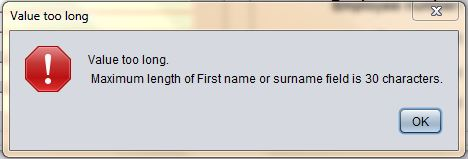 Value too long
Value too long.
Maximum length of First name or surname field is 30 characters.
OK